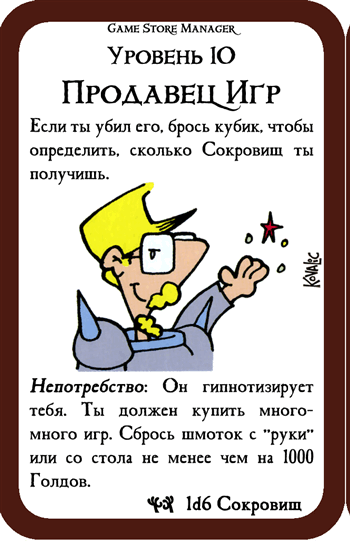 Game Store Manager
Уровень 10
Продавец Игр
Если ты убил его, брось кубик, чтобы
определить, сколько Сокровищ ты
получишь.
Kovalic
Непотребство: Он гипнотизирует
тебя. Ты должен купить много-
много игр. Сбрось шмоток с "руки"
или со стола не менее чем на 1000
Голдов.
1d6 Сокровищ